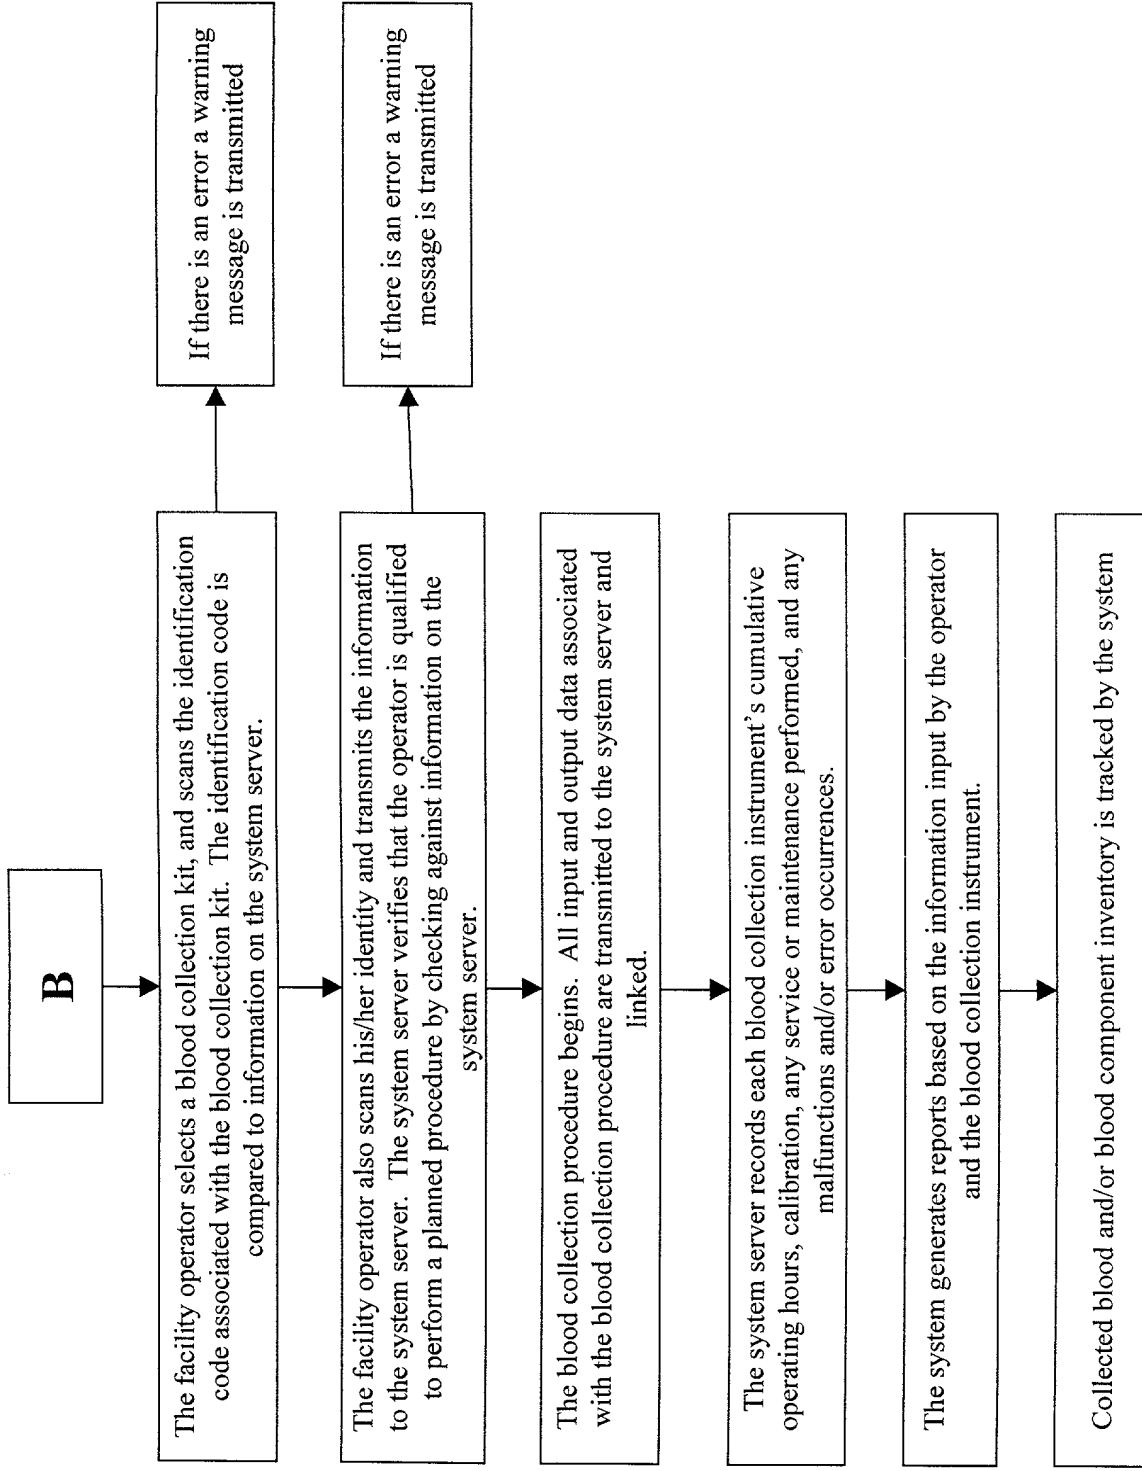 B
The facility operator selects a blood collection kit, and scans the identification
code associated with the blood collection kit. The identification code is
compared to information on the system server.
If there is an error a warning
message is transmitted
The facility operator also scans his/her identity and transmits the information
to the system server. The system server verifies that the operator is qualified
to perform a planned procedure by checking against information on the
system server.
If there is an error a warning
message is transmitted
The blood collection procedure begins. All input and output data associated
with the blood collection procedure are transmitted to the system server and
linked.
The system server records each blood collection instrument's cumulative
operating hours, calibration, any service or maintenance performed, and any
malfunctions and/or error occurrences.
The system generates reports based on the information input by the operator
and the blood collection instrument.
Collected blood and/or blood component inventory is tracked by the system